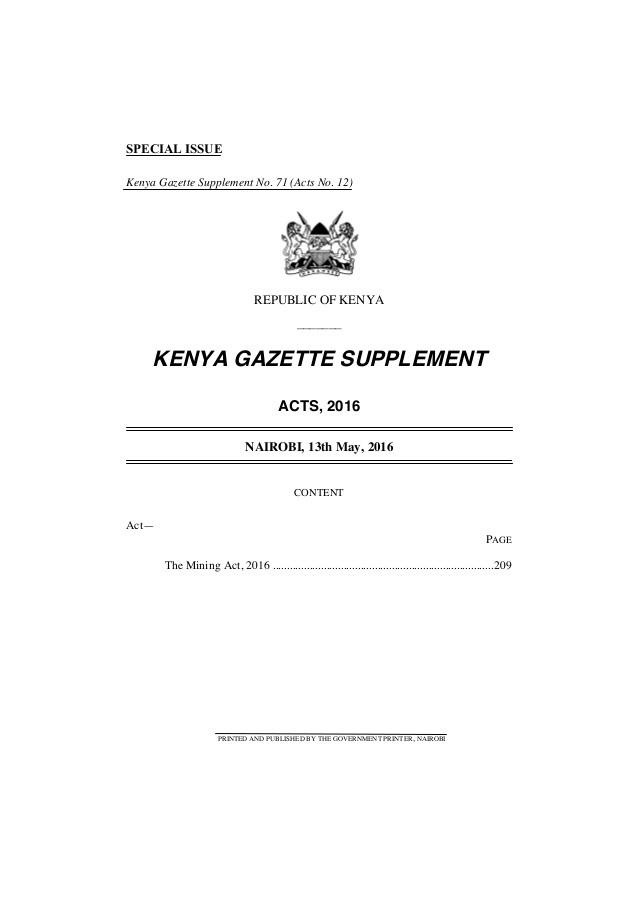 SPECIAL ISSUE
Kenya Gazette Supplement No. 71 (Acts No. 12)
REPUBLIC OF KENYA
KENYA GAZETTE SUPPLEMENT
ACTS, 2016
NAIROBI, 13th May, 2016
CONTENT
Act—
PAGE
The Mining Act, 2016 ..............................................................................209
PRINTED AND PUBLISHED BY THE GOVERNMENT PRINTER, NAIROBI